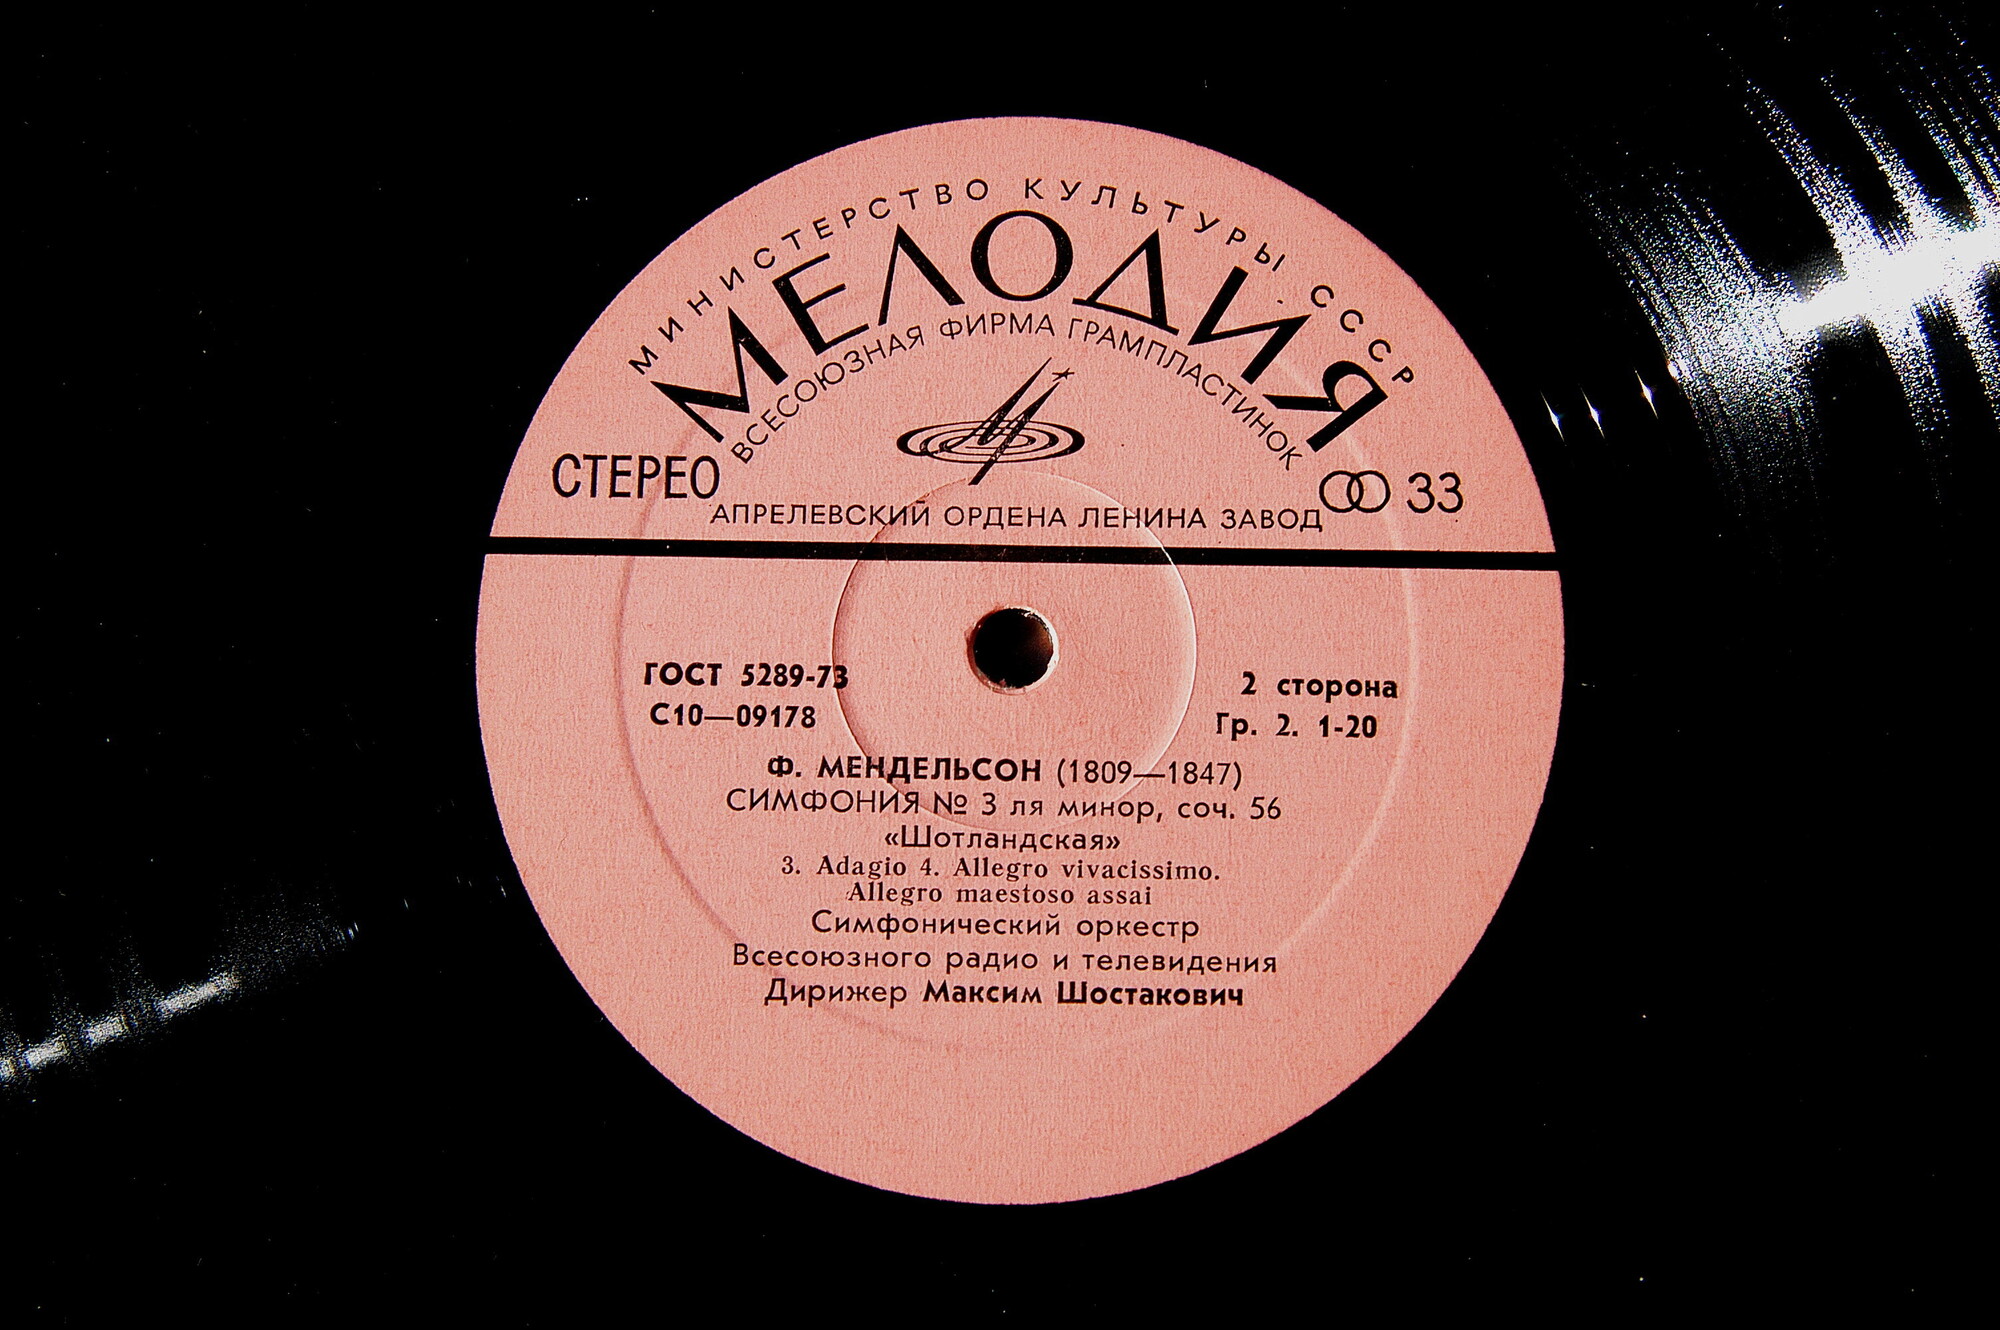 МИНИСТЕРСТВО КУЛЬТУРЫ СССР
МЕЛОДИЯ
ВСЕСОЮЗНАЯ ФИРМА ГРАМПЛАСТИНОК
СТЕРЕО
33
АПРЕЛЕВСКИЙ ОРДЕНА ЛЕНИНА ЗАВОД
ГОСТ 5289-73
С10—09178
2 сторона
Гр. 2. 1-20
Ф. МЕНДЕЛЬСОН (1809—1847)
СИМФОНИЯ № 3 ля минор, соч. 56
«Шотландская»
3. Adagio 4. Allegro vivacissimo.
Allegro maestoso assai
Симфонический оркестр
Всесоюзного радио и телевидения
Дирижер Максим Шостакович